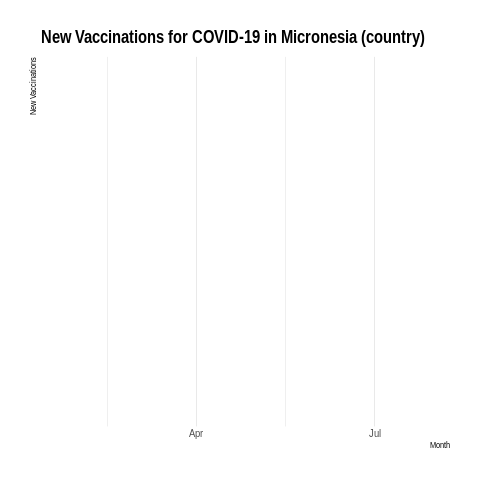 New Vaccinations for COVID-19 in Micronesia (country)
New Vaccinations
Apr
Jul
Month